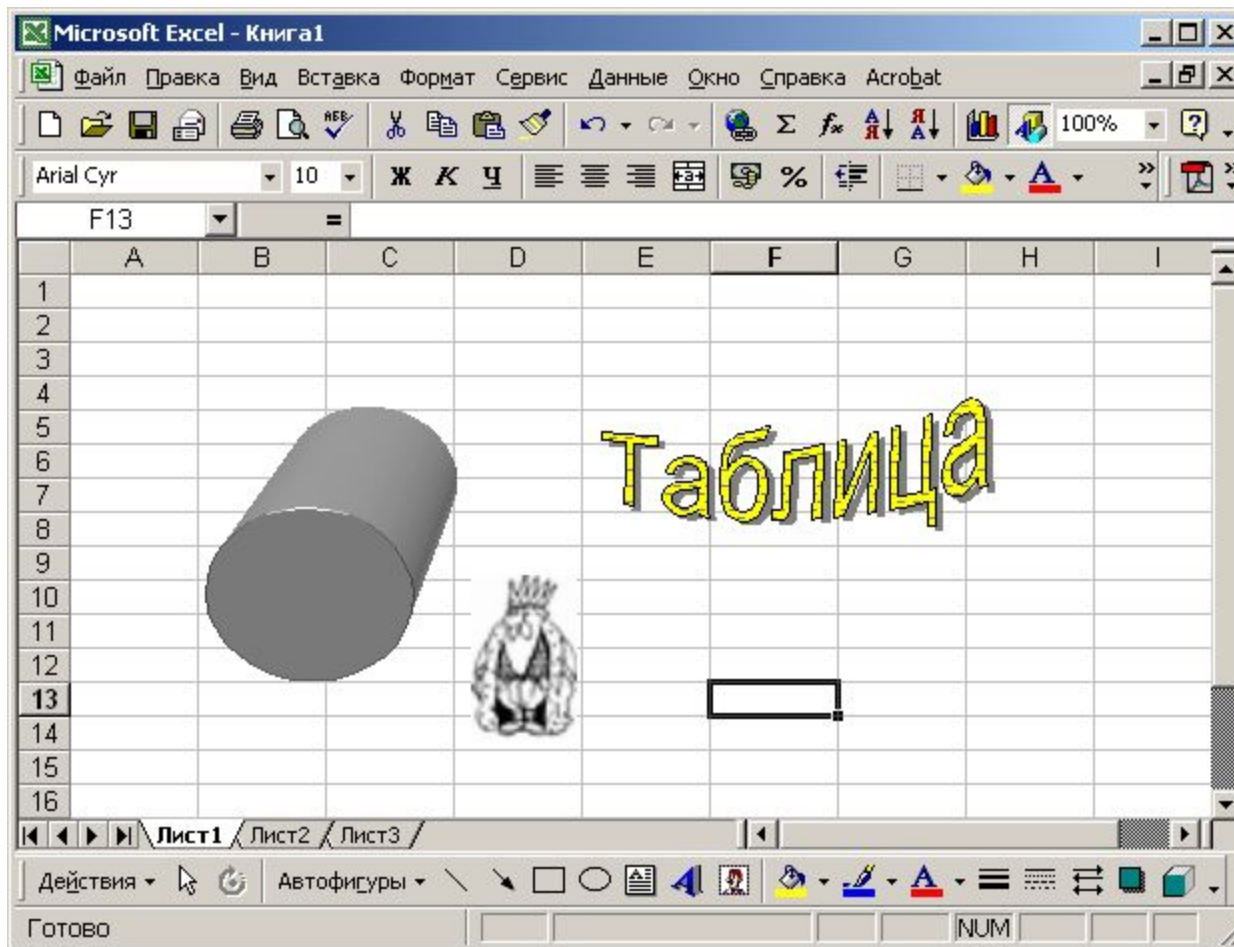 Microsoft Excel - Книга1
Файл Правка Вид Вставка Формат Сервис Данные Окно Справка Acrobat
100%
Arial Cyr 10 Ж К Ч %
F13 =
A B C D E F G H I
1
2
3
4
5
6
7
8
9
10
11
12
13
14
15
16
Таблица
Лист1 Лист2 Лист3
Действия Автофигуры
Готово NUM